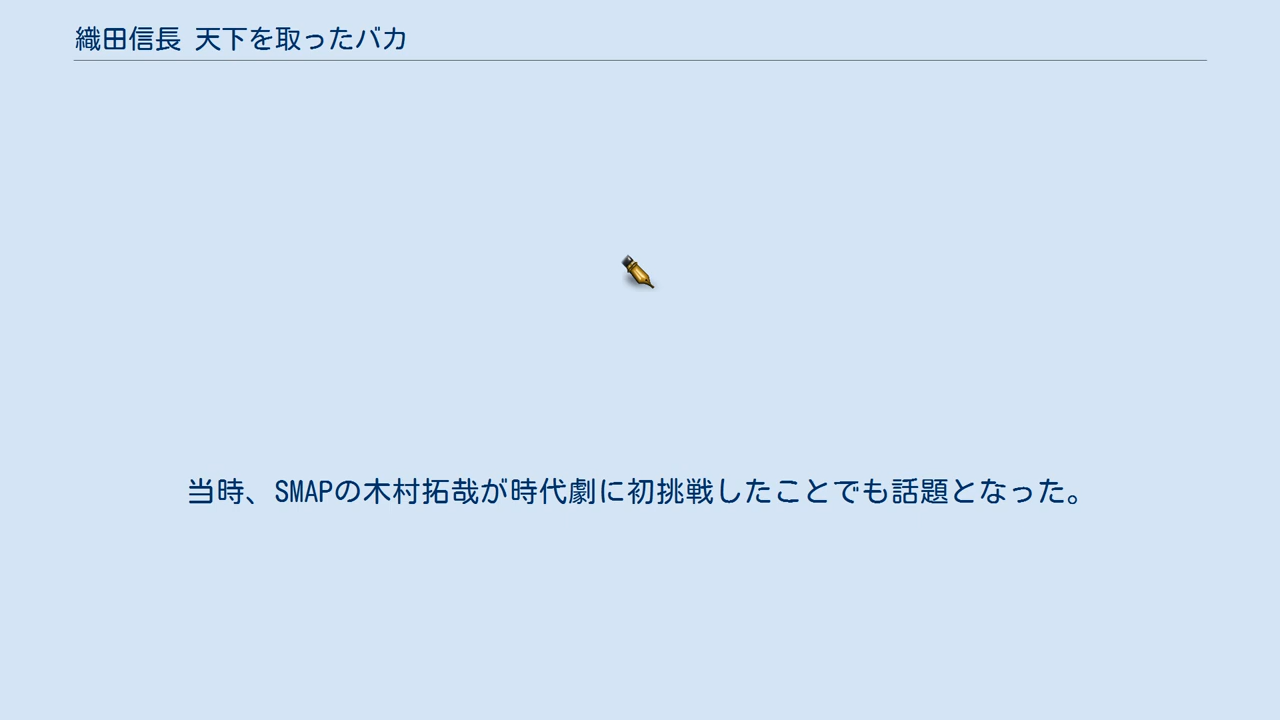 織田信長 天下を取ったバカ
当時、SMAPの木村拓哉が時代劇に初挑戦したことでも話題となった。